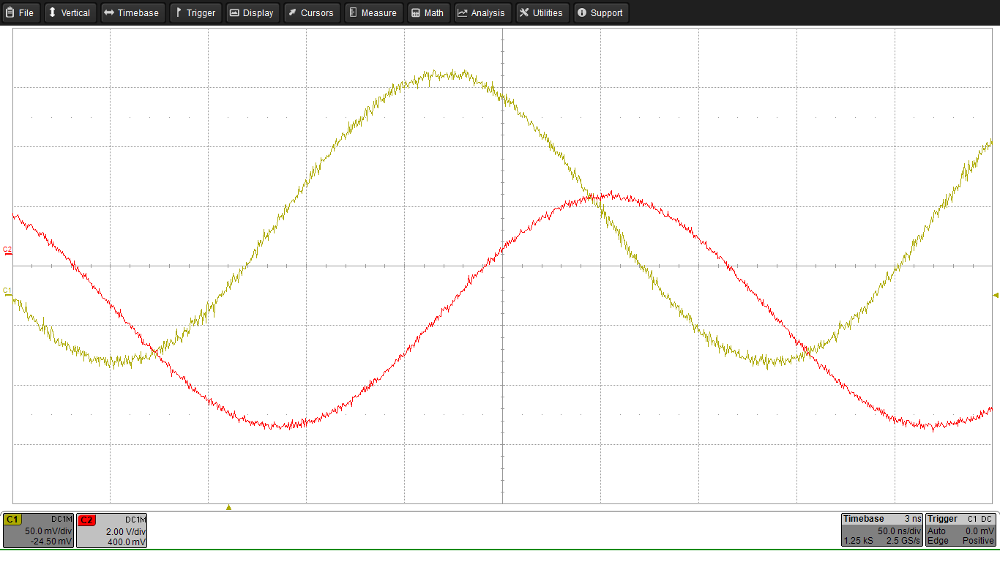 File Vertical Timebase Trigger Display Cursors Measure Math Analysis Utilities Support
C2
C1
C1 DC1M
50.0 mV/div
-24.50 mV
C2 DC1M
2.00 V/div
400.0 mV
Timebase 3 ns
50.0 ns/div
1.25 kS 2.5 GS/s
Trigger C1 DC
Auto 0.0 mV
Edge Positive